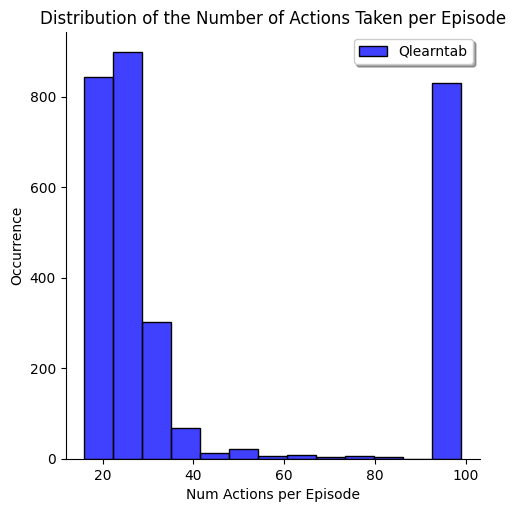 Distribution of the Number of Actions Taken per Episode
Qlearntab
800
600
400
200
0
Occurrence
20 40 60 80 100
Num Actions per Episode